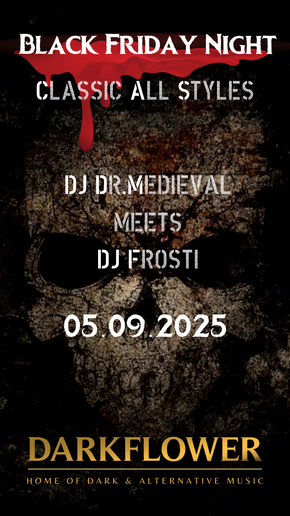 Black Friday Night
Classic All Styles
DJ Dr.Medieval
meets
DJ Frosti
05.09.2025
DARKFLOWER
HOME OF DARK & ALTERNATIVE MUSIC